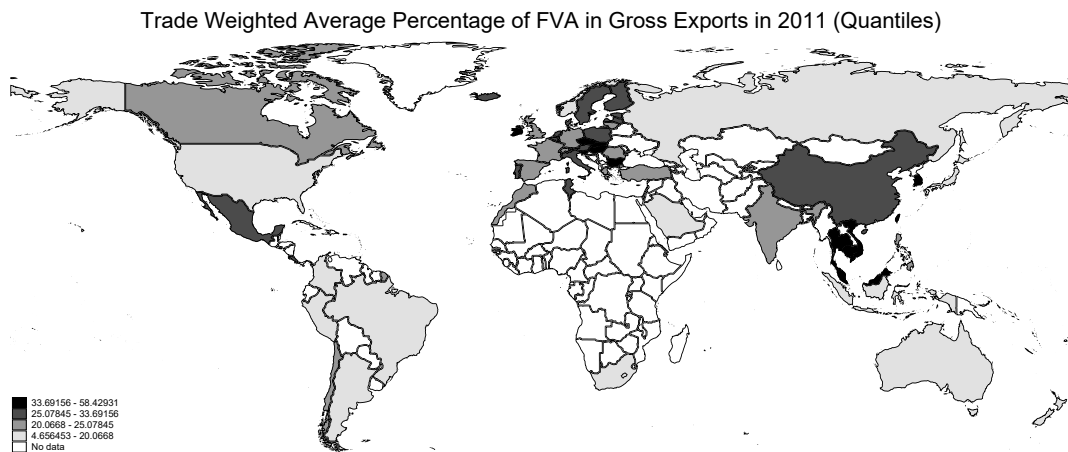 Trade Weighted Average Percentage of FVA in Gross Exports in 2011 (Quantiles)
33.69156 - 58.42931
25.07845 - 33.69156
20.0668 - 25.07845
4.656453 - 20.0668
No data